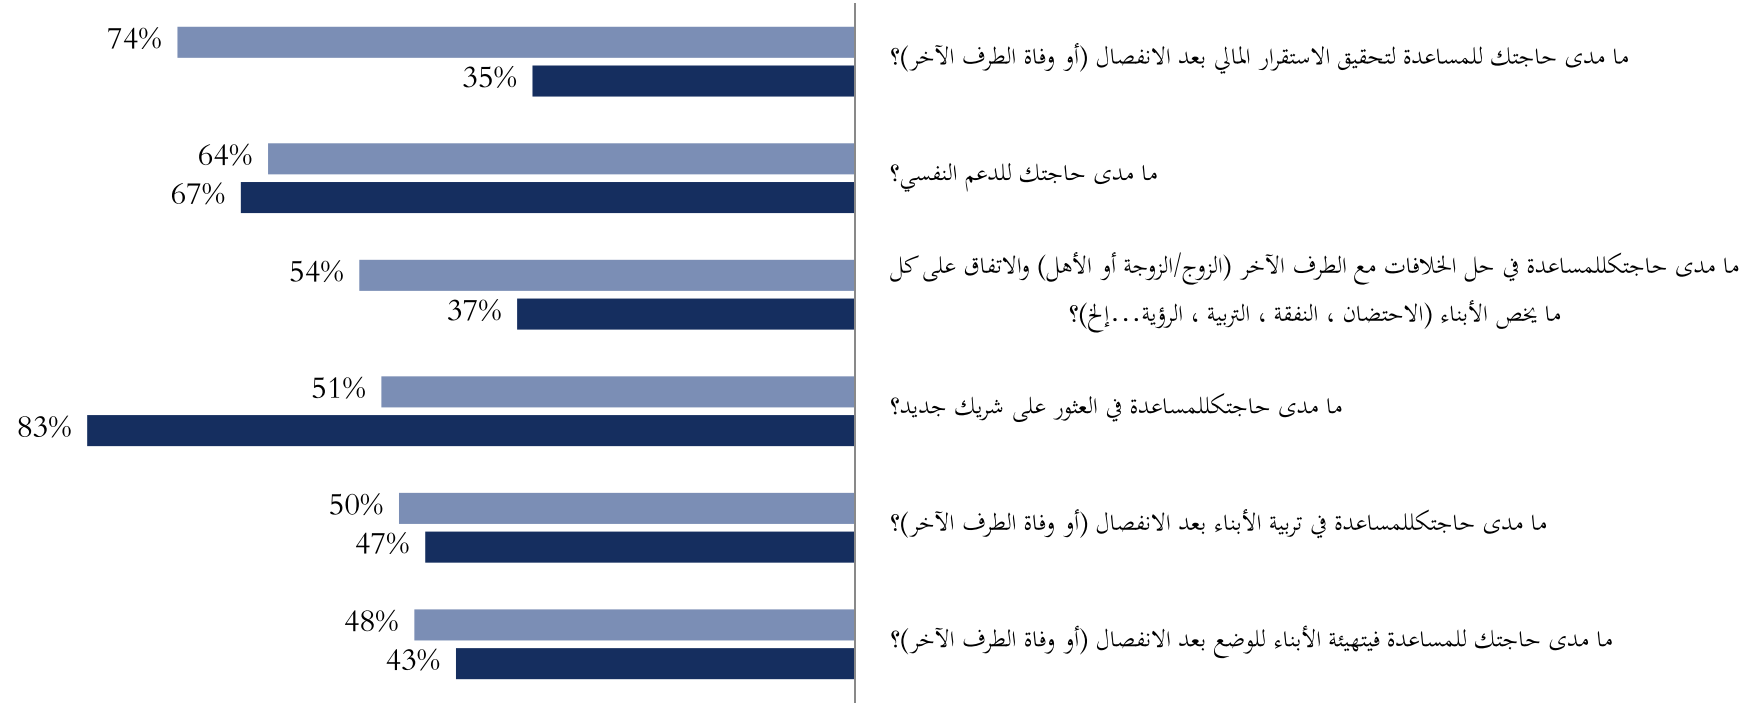 ما مدى حاجتك للمساعدة لتحقيق الاستقرار المالي بعد الانفصال (أو وفاة الطرف الآخر)؟
74%
35%
ما مدى حاجتك للدعم النفسي؟
64%
67%
ما مدى حاجتكللمساعدة في حل الخلافات مع الطرف الآخر (الزوج/الزوجة أو الأهل) والاتفاق على كل
ما يخص الأبناء (الاحتضان ، النفقة ، التربية ، الرؤية...إلخ)؟
54%
37%
ما مدى حاجتكللمساعدة في العثور على شريك جديد؟
51%
83%
ما مدى حاجتكللمساعدة في تربية الأبناء بعد الانفصال (أو وفاة الطرف الآخر)؟
50%
47%
ما مدى حاجتك للمساعدة فيتهيئة الأبناء للوضع بعد الانفصال (أو وفاة الطرف الآخر)؟
48%
43%